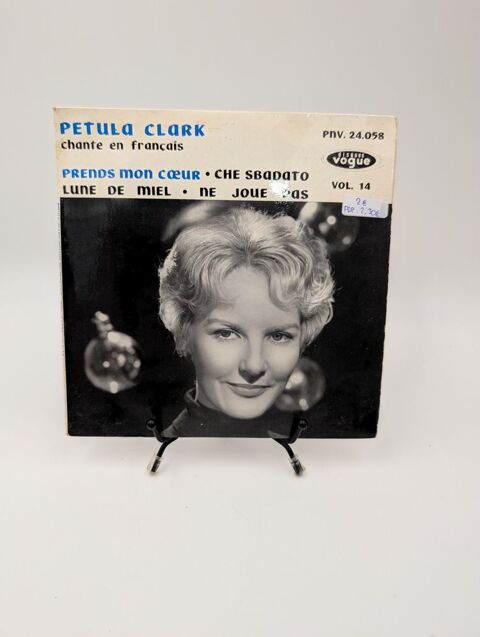 PETULA CLARK
chante en français
PNV. 24.058
DISQUES
vogue
PRENDS MON CŒUR • CHE SBADATO
LUNE DE MIEL • NE JOUE PAS
VOL. 14
2€